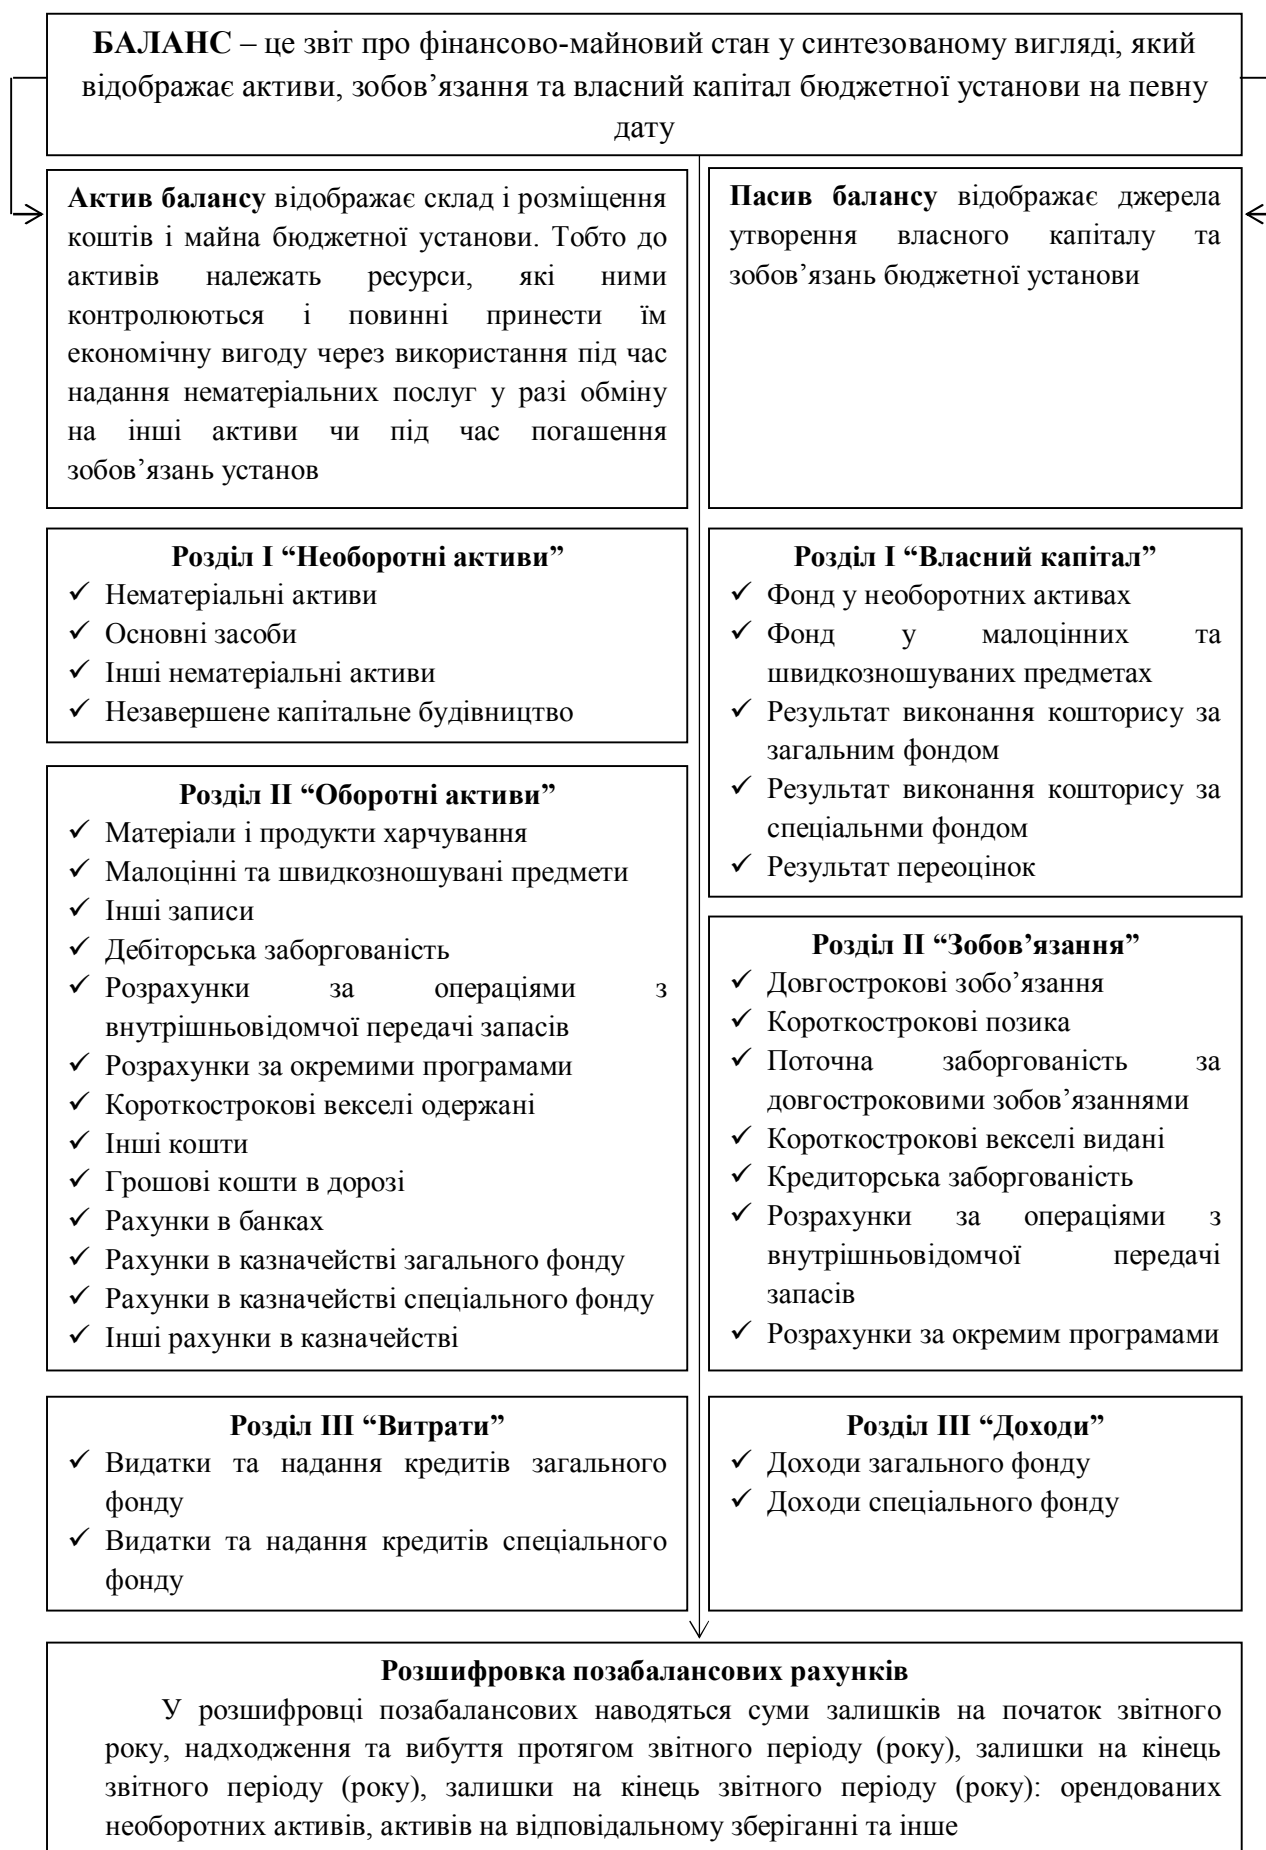 БАЛАНС – це звіт про фінансово-майновий стан у синтезованому вигляді, який
відображає активи, зобов’язання та власний капітал бюджетної установи на певну
дату
Актив балансу відображає склад і розміщення
коштів і майна бюджетної установи. Тобто до
активів належать ресурси, які ними
контролюються і повинні принести їм
економічну вигоду через використання під час
надання нематеріальних послуг у разі обміну
на інші активи чи під час погашення
зобов’язань установ
Пасив балансу відображає джерела
утворення власного капіталу та
зобов’язань бюджетної установи
Розділ І “Необоротні активи”
✓ Нематеріальні активи
✓ Основні засоби
✓ Інші нематеріальні активи
✓ Незавершене капітальне будівництво
Розділ ІІ “Оборотні активи”
✓ Матеріали і продукти харчування
✓ Малоцінні та швидкозношувані предмети
✓ Інші записи
✓ Дебіторська заборгованість
✓ Розрахунки за операціями з
внутрішньовідомчої передачі запасів
✓ Розрахунки за окремими програмами
✓ Короткострокові векселі одержані
✓ Інші кошти
✓ Грошові кошти в дорозі
✓ Рахунки в банках
✓ Рахунки в казначействі загального фонду
✓ Рахунки в казначействі спеціального фонду
✓ Інші рахунки в казначействі
Розділ ІІІ “Витрати”
✓ Видатки та надання кредитів загального
фонду
✓ Видатки та надання кредитів спеціального
фонду
Розділ І “Власний капітал”
✓ Фонд у необоротних активах
✓ Фонд у малоцінних та
швидкозношуваних предметах
✓ Результат виконання кошторису за
загальним фондом
✓ Результат виконання кошторису за
спеціальнми фондом
✓ Результат переоцінок
Розділ ІІ “Зобов’язання”
✓ Довгострокові зобо’язання
✓ Короткострокові позика
✓ Поточна заборгованість за
довгостроковими зобов’язаннями
✓ Короткострокові векселі видані
✓ Кредиторська заборгованість
✓ Розрахунки за операціями з
внутрішньовідомчої передачі
запасів
✓ Розрахунки за окремим програмами
Розділ ІІІ “Доходи”
✓ Доходи загального фонду
✓ Доходи спеціального фонду
Розшифровка позабалансових рахунків
У розшифровці позабалансових наводяться суми залишків на початок звітного
року, надходження та вибуття протягом звітного періоду (року), залишки на кінець
звітного періоду (року), залишки на кінець звітного періоду (року): орендованих
необоротних активів, активів на відповідальному зберіганні та інше